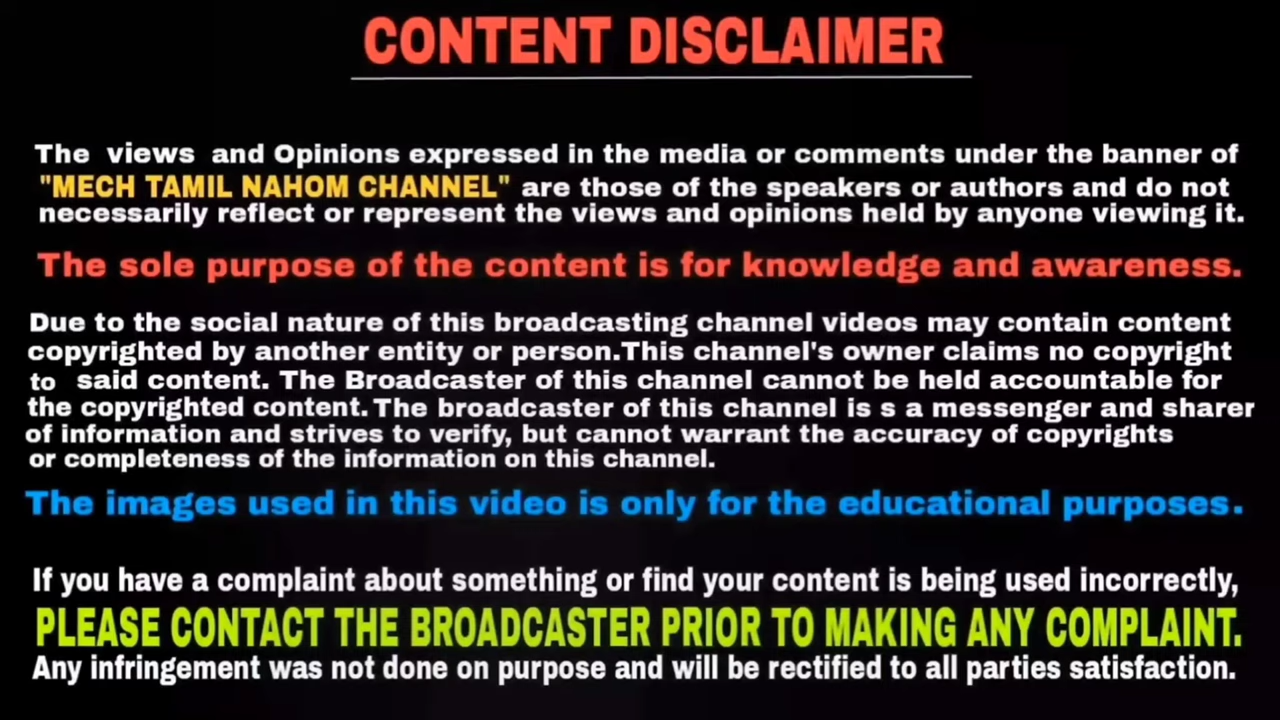 CONTENT DISCLAIMER
The views and Opinions expressed in the media or comments under the banner of
"MECH TAMIL NAHOM CHANNEL" are those of the speakers or authors and do not
necessarily reflect or represent the views and opinions held by anyone viewing it.
The sole purpose of the content is for knowledge and awareness.
Due to the social nature of this broadcasting channel videos may contain content
copyrighted by another entity or person.This channel's owner claims no copyright
to said content. The Broadcaster of this channel cannot be held accountable for
the copyrighted content. The broadcaster of this channel is s a messenger and sharer
of information and strives to verify, but cannot warrant the accuracy of copyrights
or completeness of the information on this channel.
The images used in this video is only for the educational purposes.
If you have a complaint about something or find your content is being used incorrectly,
PLEASE CONTACT THE BROADCASTER PRIOR TO MAKING ANY COMPLAINT.
Any infringement was not done on purpose and will be rectified to all parties satisfaction.